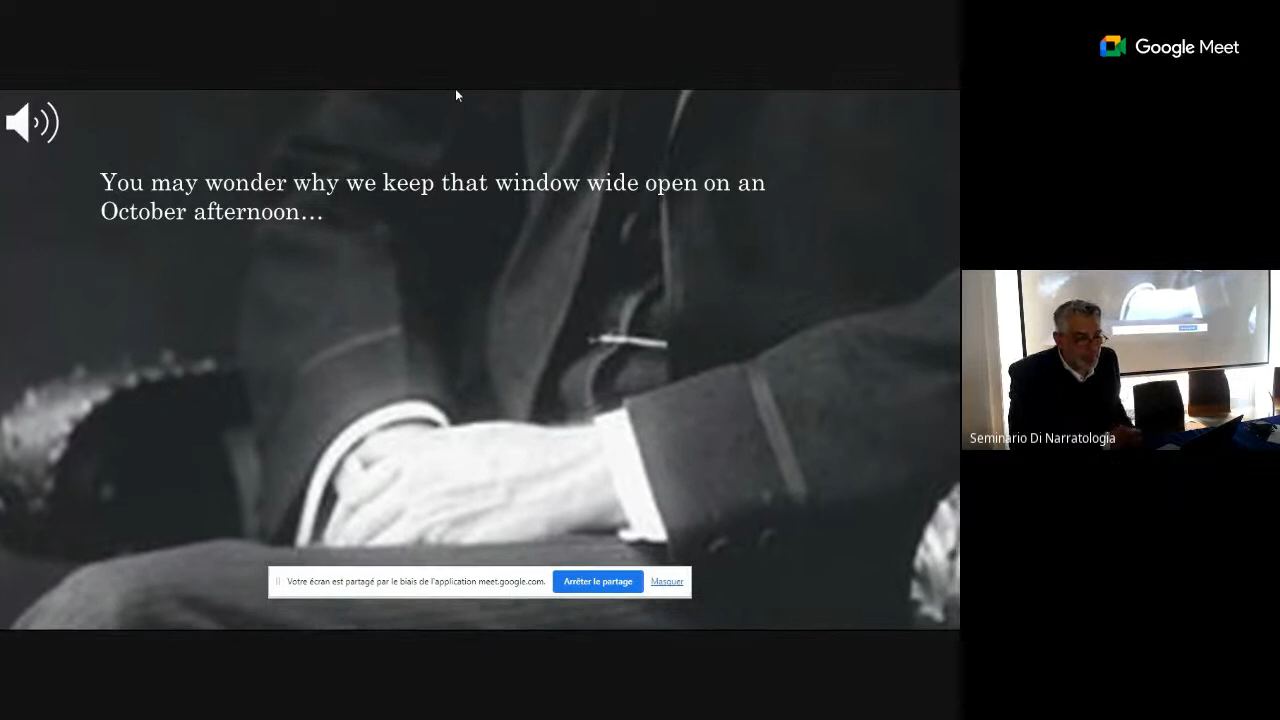 Google Meet
You may wonder why we keep that window wide open on an
October afternoon...
Seminario Di Narratologia
Votre écran est partagé par le biais de l'application meet.google.com.
Arrêter le partage
Masquer